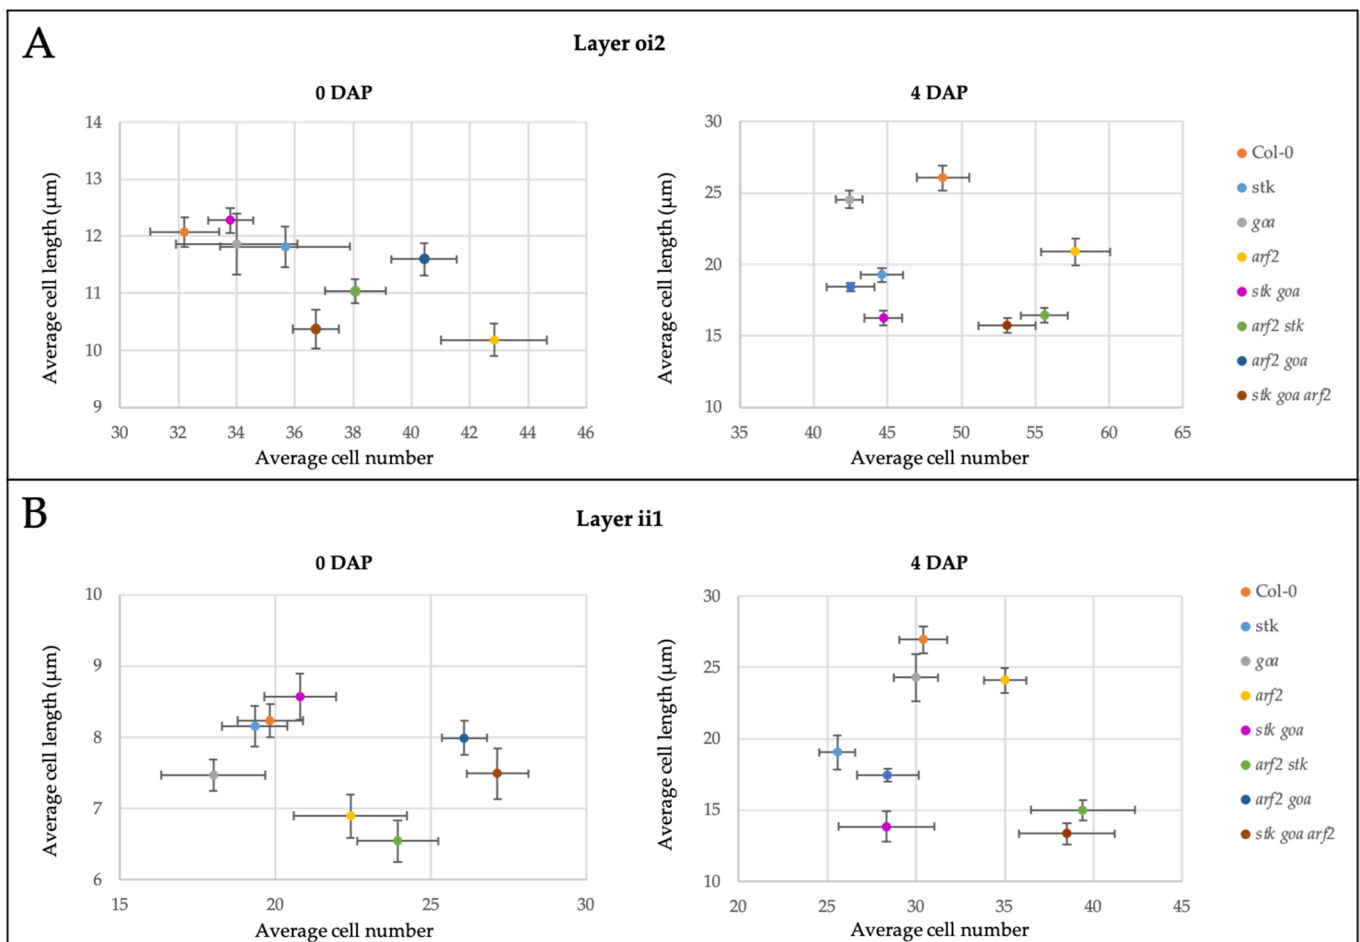 A
Layer oi2
0 DAP
14
13
12
11
10
9
30 32 34 36 38 40 42 44 46
Average cell length (µm)
Average cell number
4 DAP
30
25
20
15
10
35 40 45 50 55 60 65
Average cell length (µm)
Average cell number
Col-0
stk
goa
arf2
stk goa
arf2 stk
arf2 goa
stk goa arf2
B
Layer ii1
0 DAP
10
9
8
7
6
15 20 25 30
Average cell length (µm)
Average cell number
4 DAP
30
25
20
15
10
20 25 30 35 40 45
Average cell length (µm)
Average cell number
Col-0
stk
goa
arf2
stk goa
arf2 stk
arf2 goa
stk goa arf2